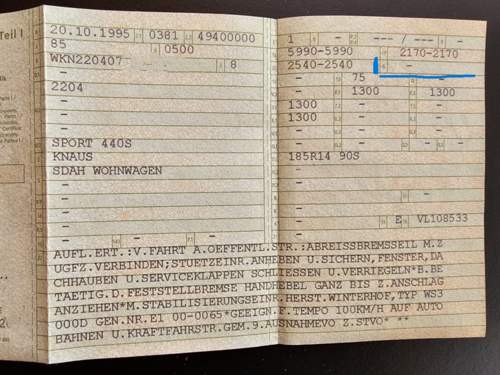 Teil I
20.10.1995 0381 49400000
85 0500
WKN220407 8
-
2204
-
-
-
SPORT 440S
KNAUS
SDAH WOHNWAGEN
-
-
-
-
- -
1 - --- / --- -
5990-5990 2170-2170
2540-2540 -
- 75 -
- 1300 1300
1300 - -
1300 - -
- - -
-
185R14 90S
-
-
-
- E VL108533
- -
AUFL.ERT.:V.FAHRT A.OEFFENTL.STR.:ABREISSBREMSSEIL M.Z
UGFZ.VERBINDEN;STUETZEINR.ANHEBEN U.SICHERN,FENSTER,DA
CHHAUBEN U.SERVICEKLAPPEN SCHLIESSEN U.VERRIEGELN*B.BE
TAETIG.D.FESTSTELLBREMSE HANDHEBEL GANZ BIS Z.ANSCHLAG
ANZIEHEN*M.STABILISIERUNGSEINR.HERST.WINTERHOF,TYP WS3
000D GEN.NR.E1 00-0065*GEEIGN.F.TEMPO 100KM/H AUF AUTO
BAHNEN U.KRAFTFAHRSTR.GEM.9.AUSNAHMEVO Z.STVO* **